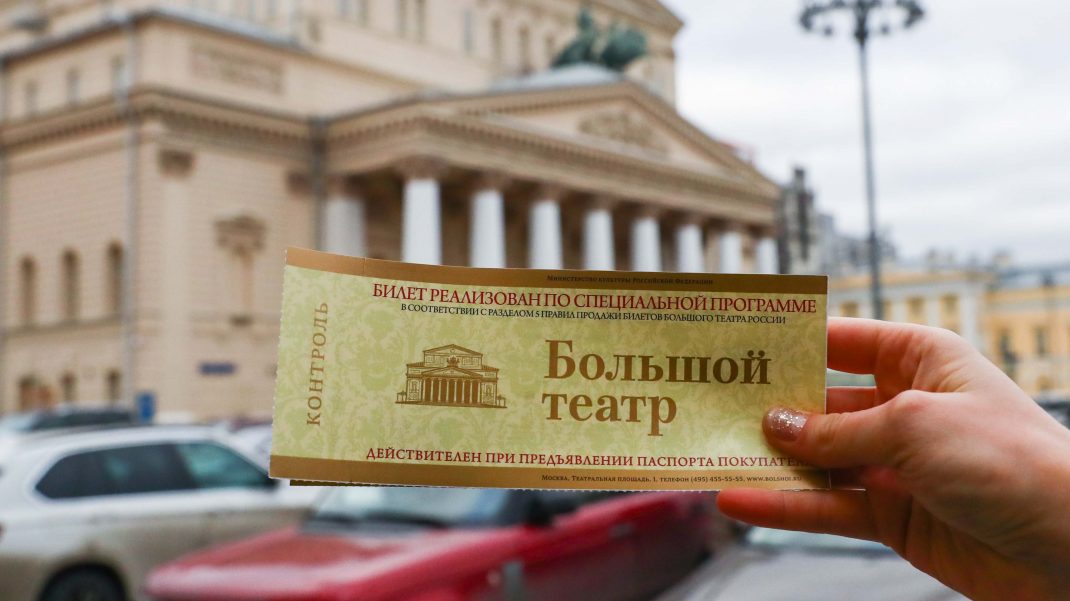 Министерство культуры Российской Федерации
БИЛЕТ РЕАЛИЗОВАН ПО СПЕЦИАЛЬНОЙ ПРОГРАММЕ
В СООТВЕТСТВИИ С РАЗДЕЛОМ 5 ПРАВИЛ ПРОДАЖИ БИЛЕТОВ БОЛЬШОГО ТЕАТРА РОССИИ
КОНТРОЛЬ
Большой
театр
ДЕЙСТВИТЕЛЕН ПРИ ПРЕДЪЯВЛЕНИИ ПАСПОРТА ПОКУПАТЕЛ
Москва, Театральная площадь, 1, телефон (495) 455-55-55, www.bolshoi.ru